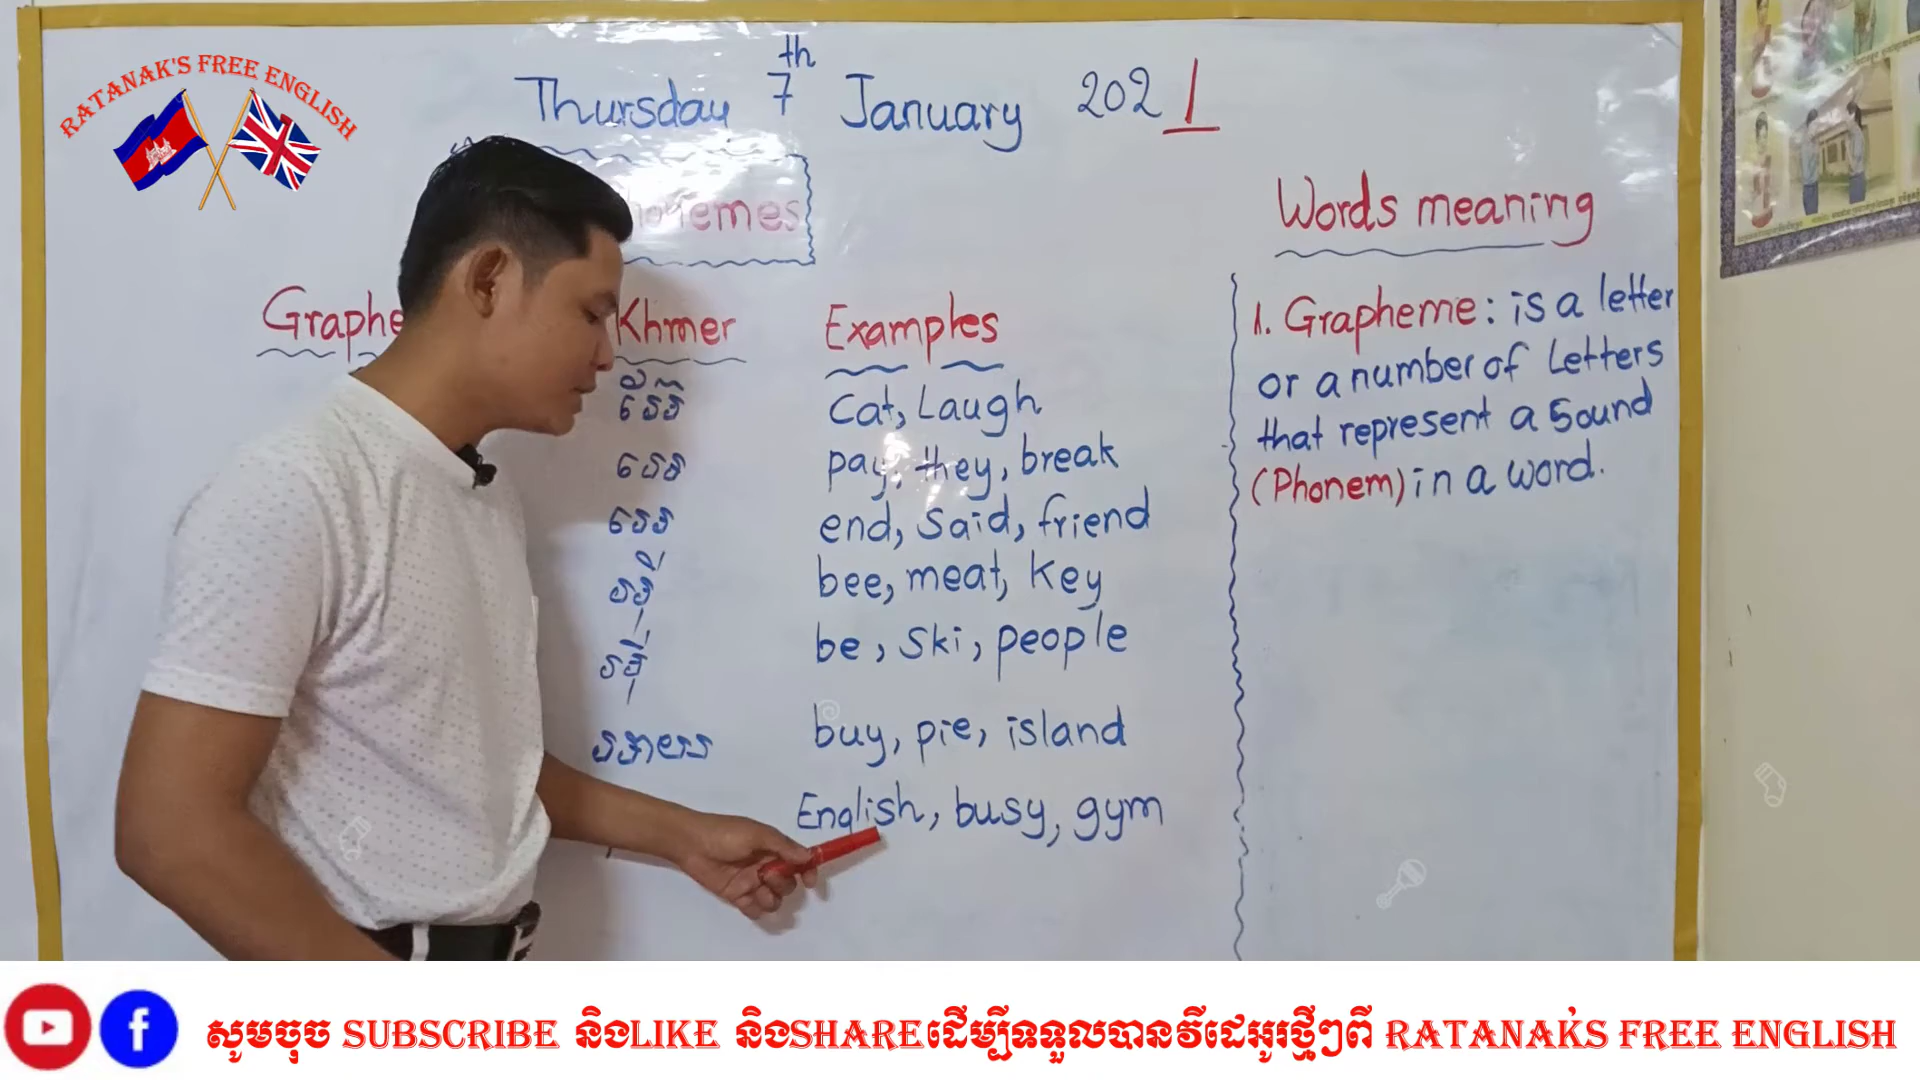 RATANAK'S FREE ENGLISH
Thursday 7th January 2021
Words meaning
Khmer
Examples
Cat, Laugh
pay, they, break
end, Said, friend
bee, meat, key
be, Ski, people
buy, pie, island
English, busy, gym
1. Grapheme: is a letter
or a number of Letters
that represent a Sound
(Phonem) in a word.
សូមចុច SUBSCRIBE និងLIKE និងSHAREដើម្បីទទួលបានវីដេអូរថ្មីៗពី RATANAK'S FREE ENGLISH